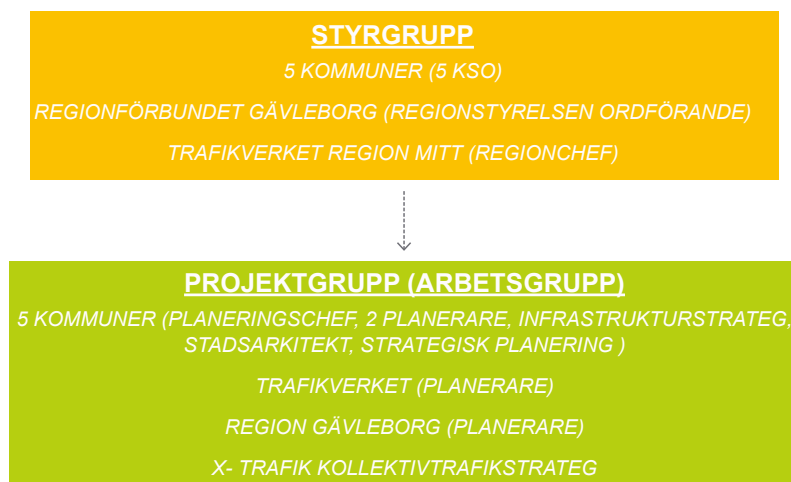 STYRGRUPP
5 KOMMUNER (5 KSO)
REGIONFÖRBUNDET GÄVLEBORG (REGIONSTYRELSEN ORDFÖRANDE)
TRAFIKVERKET REGION MITT (REGIONCHEF)
PROJEKTGRUPP (ARBETSGRUPP)
5 KOMMUNER (PLANERINGSCHEF, 2 PLANERARE, INFRASTRUKTURSTRATEG,
STADSARKITEKT, STRATEGISK PLANERING )
TRAFIKVERKET (PLANERARE)
REGION GÄVLEBORG (PLANERARE)
X- TRAFIK KOLLEKTIVTRAFIKSTRATEG